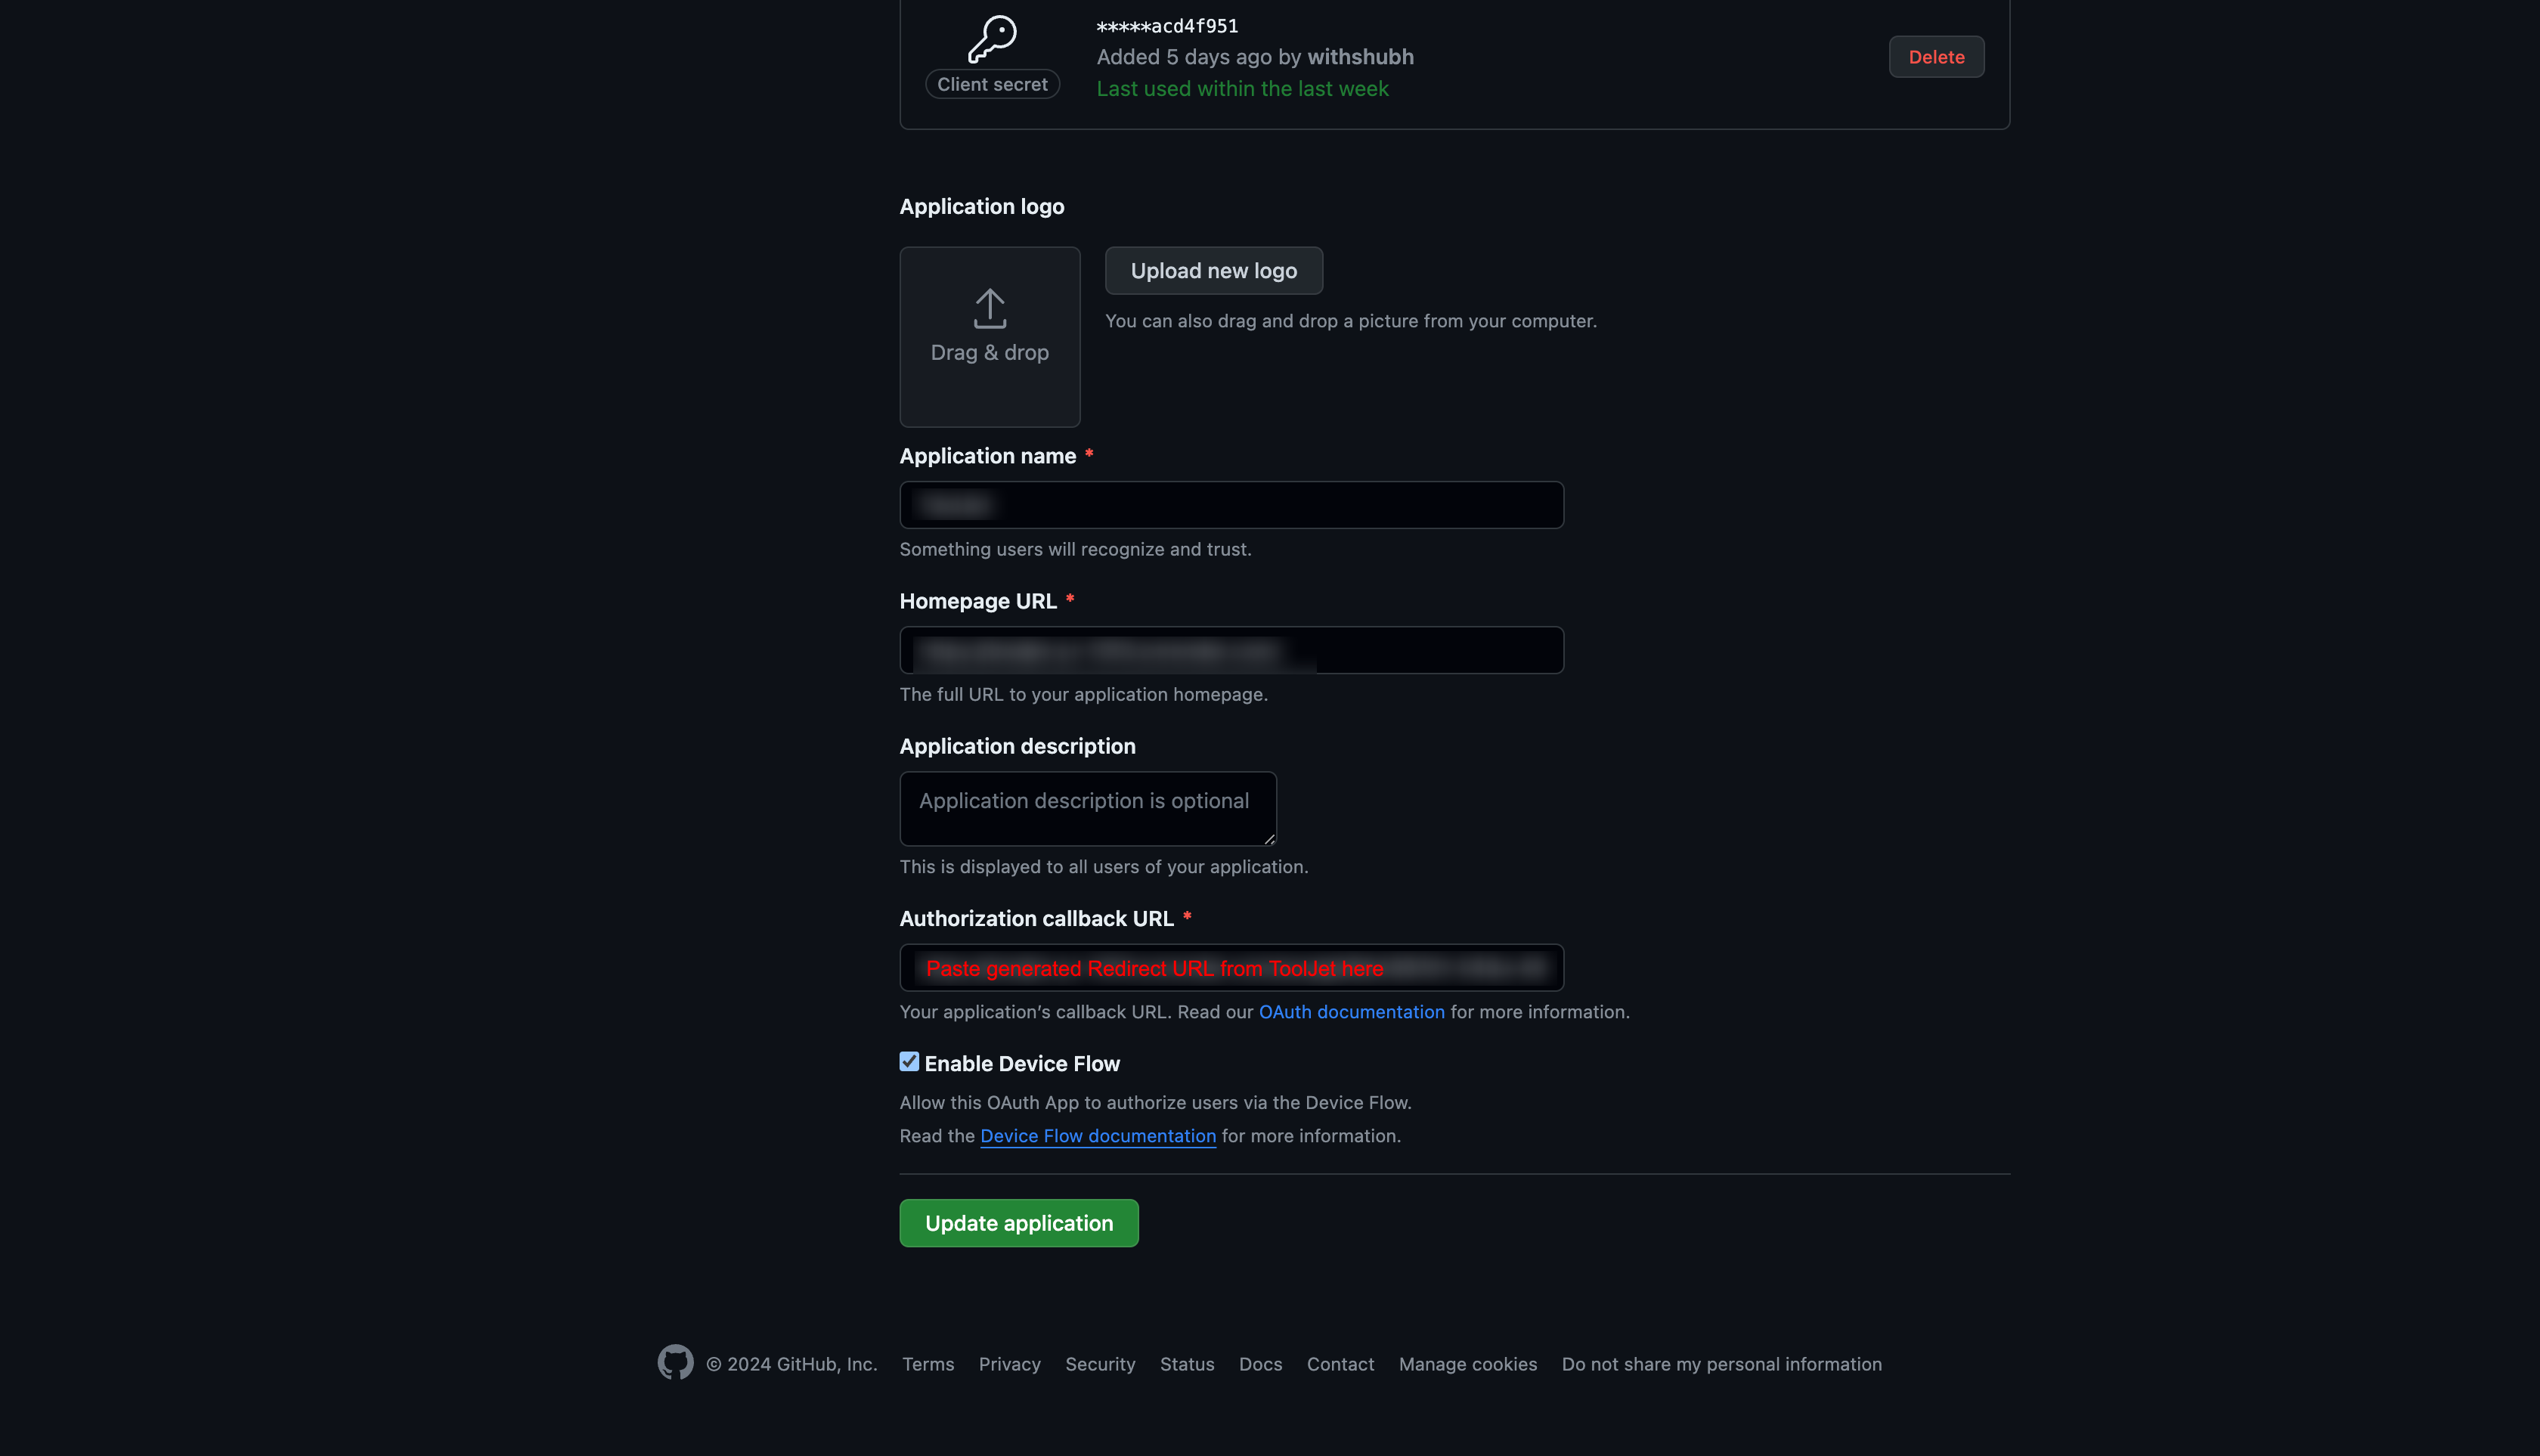 *****acd4f951
Added 5 days ago by withshubh
Client secret
Last used within the last week
Delete
Application logo
Upload new logo
You can also drag and drop a picture from your computer.
Drag & drop
Application name *
Something users will recognize and trust.
Homepage URL *
The full URL to your application homepage.
Application description
Application description is optional
This is displayed to all users of your application.
Authorization callback URL *
Paste generated Redirect URL from ToolJet here
Your application’s callback URL. Read our OAuth documentation for more information.
Enable Device Flow
Allow this OAuth App to authorize users via the Device Flow.
Read the Device Flow documentation for more information.
Update application
© 2024 GitHub, Inc. Terms Privacy Security Status Docs Contact Manage cookies Do not share my personal information